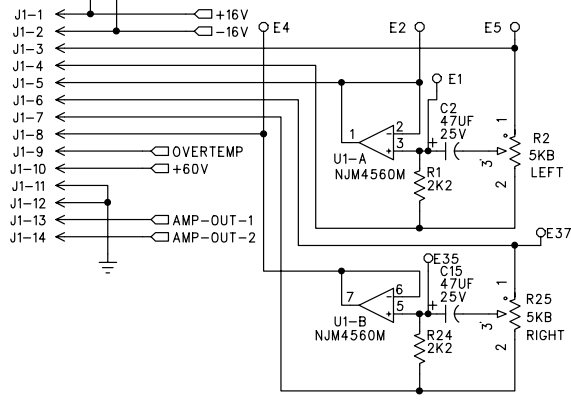 J1-1 +16V
J1-2 -16V E4 E2 E5
J1-3
J1-4
J1-5 E1
J1-6 C2
47UF
25V
J1-7 1
J1-8 1 2 + R2
J1-9 OVERTEMP 3 5KB
J1-10 +60V U1-A R1 3 LEFT
NJM4560M 2K2 2
J1-11
J1-12
J1-13 AMP-OUT-1
J1-14 AMP-OUT-2 E37
E35
C15
47UF
25V 1
7 6 + R25
5 5KB
U1-B R24 3 RIGHT
NJM4560M 2K2 2